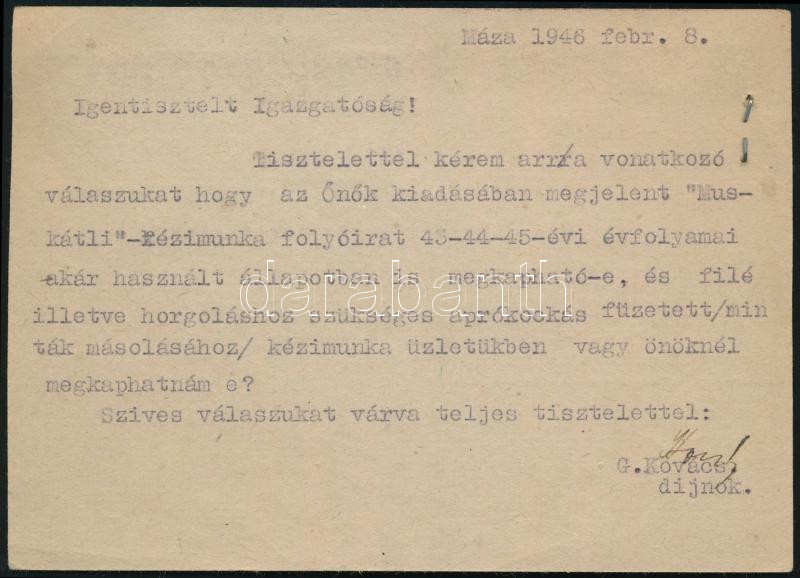 Máza 1946 febr. 8.
Igentisztelt Igazgatóság!
Tisztelettel kérem arra vonatkozó
válaszukat hogy az Önök kiadásában megjelent "Mus-
kátli"-kézimunka folyóirat 43-44-45-évi évfolyamai
akár használt állapotban is megkapható-e, és filé
illetve horgoláshoz szükséges aprókockás füzetett/min
ták másolásához/ kézimunka üzletükben vagy önöknél
megkaphatnám e?
Szives válaszukat várva teljes tisztelettel:
G.Kovács.
dijnok.
darabanth